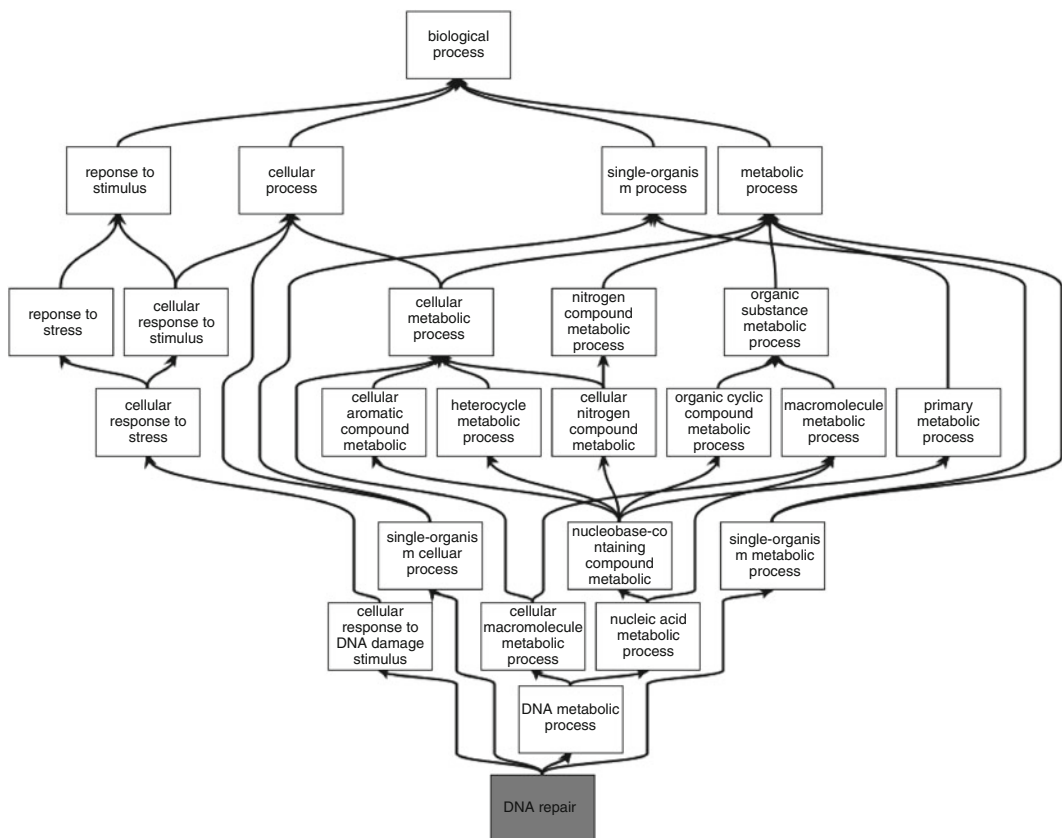 biological
process
reponse to
stimulus
cellular
process
single-organis
m process
metabolic
process
reponse to
stress
cellular
response to
stimulus
cellular
metabolic
process
nitrogen
compound
metabolic
process
organic
substance
metabolic
process
cellular
response to
stress
cellular
aromatic
compound
metabolic
heterocycle
metabolic
process
cellular
nitrogen
compound
metabolic
organic cyclic
compound
metabolic
process
macromolecule
metabolic
process
primary
metabolic
process
single-organis
m celluar
process
nucleobase-co
ntaining
compound
metabolic
single-organis
m metabolic
process
cellular
response to
DNA damage
stimulus
cellular
macromolecule
metabolic
process
nucleic acid
metabolic
process
DNA metabolic
process
DNA repair